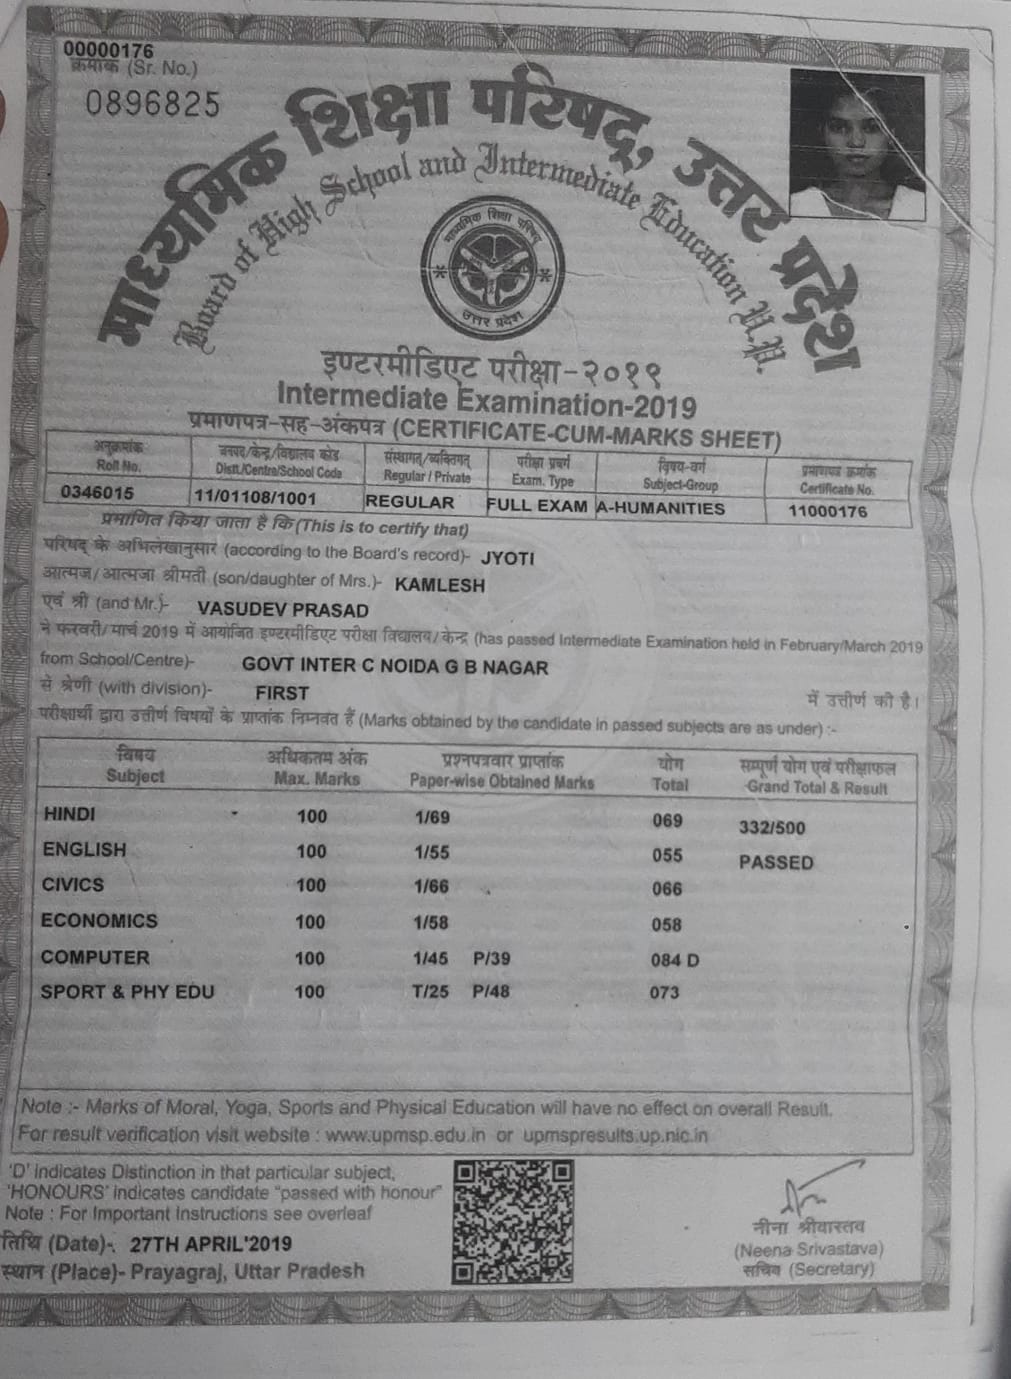 00000176
क्रमांक (Sr. No.)
0896825
माध्यमिक शिक्षा परिषद्, उत्तर प्रदेश
Board of High School and Intermediate Education U.P.
माध्यमिक शिक्षा परिषद्
उत्तर प्रदेश
इण्टरमीडिएट परीक्षा-२०१९
Intermediate Examination-2019
प्रमाणपत्र-सह-अंकपत्र (CERTIFICATE-CUM-MARKS SHEET)
अनुक्रमांक जनपद/केन्द्र/विद्यालय कोड संस्थागत्/व्यक्तिगत् परीक्षा प्रवर्ग विषय-वर्ग प्रमाणपत्र क्रमांक
Roll No. Distt./Centre/School Code Regular / Private Exam. Type Subject-Group Certificate No.
0346015 11/01108/1001 REGULAR FULL EXAM A-HUMANITIES 11000176
प्रमाणित किया जाता है कि (This is to certify that)
परिषद् के अभिलेखानुसार (according to the Board's record)- JYOTI
आत्मज/आत्मजा श्रीमती (son/daughter of Mrs.)- KAMLESH
एवं श्री (and Mr.)- VASUDEV PRASAD
ने फरवरी/मार्च 2019 में आयोजित इण्टरमीडिएट परीक्षा विद्यालय/केन्द्र (has passed Intermediate Examination held in February/March 2019
from School/Centre)- GOVT INTER C NOIDA G B NAGAR
से श्रेणी (with division)- FIRST में उत्तीर्ण की है।
परीक्षार्थी द्वारा उत्तीर्ण विषयों के प्राप्तांक निम्नवत हैं (Marks obtained by the candidate in passed subjects are as under) :-
विषय अधिकतम अंक प्रश्नपत्रवार प्राप्तांक योग सम्पूर्ण योग एवं परीक्षाफल
Subject Max. Marks Paper-wise Obtained Marks Total Grand Total & Result
HINDI 100 1/69 069 332/500
ENGLISH 100 1/55 055 PASSED
CIVICS 100 1/66 066
ECONOMICS 100 1/58 058
COMPUTER 100 1/45 P/39 084 D
SPORT & PHY EDU 100 T/25 P/48 073
Note :- Marks of Moral, Yoga, Sports and Physical Education will have no effect on overall Result.
For result verification visit website : www.upmsp.edu.in or upmspresults.up.nic.in
'D' indicates Distinction in that particular subject,
'HONOURS' indicates candidate "passed with honour"
Note : For Important Instructions see overleaf
तिथि (Date)-. 27TH APRIL'2019
स्थान (Place)- Prayagraj, Uttar Pradesh
नीना श्रीवास्तव
(Neena Srivastava)
सचिव (Secretary)